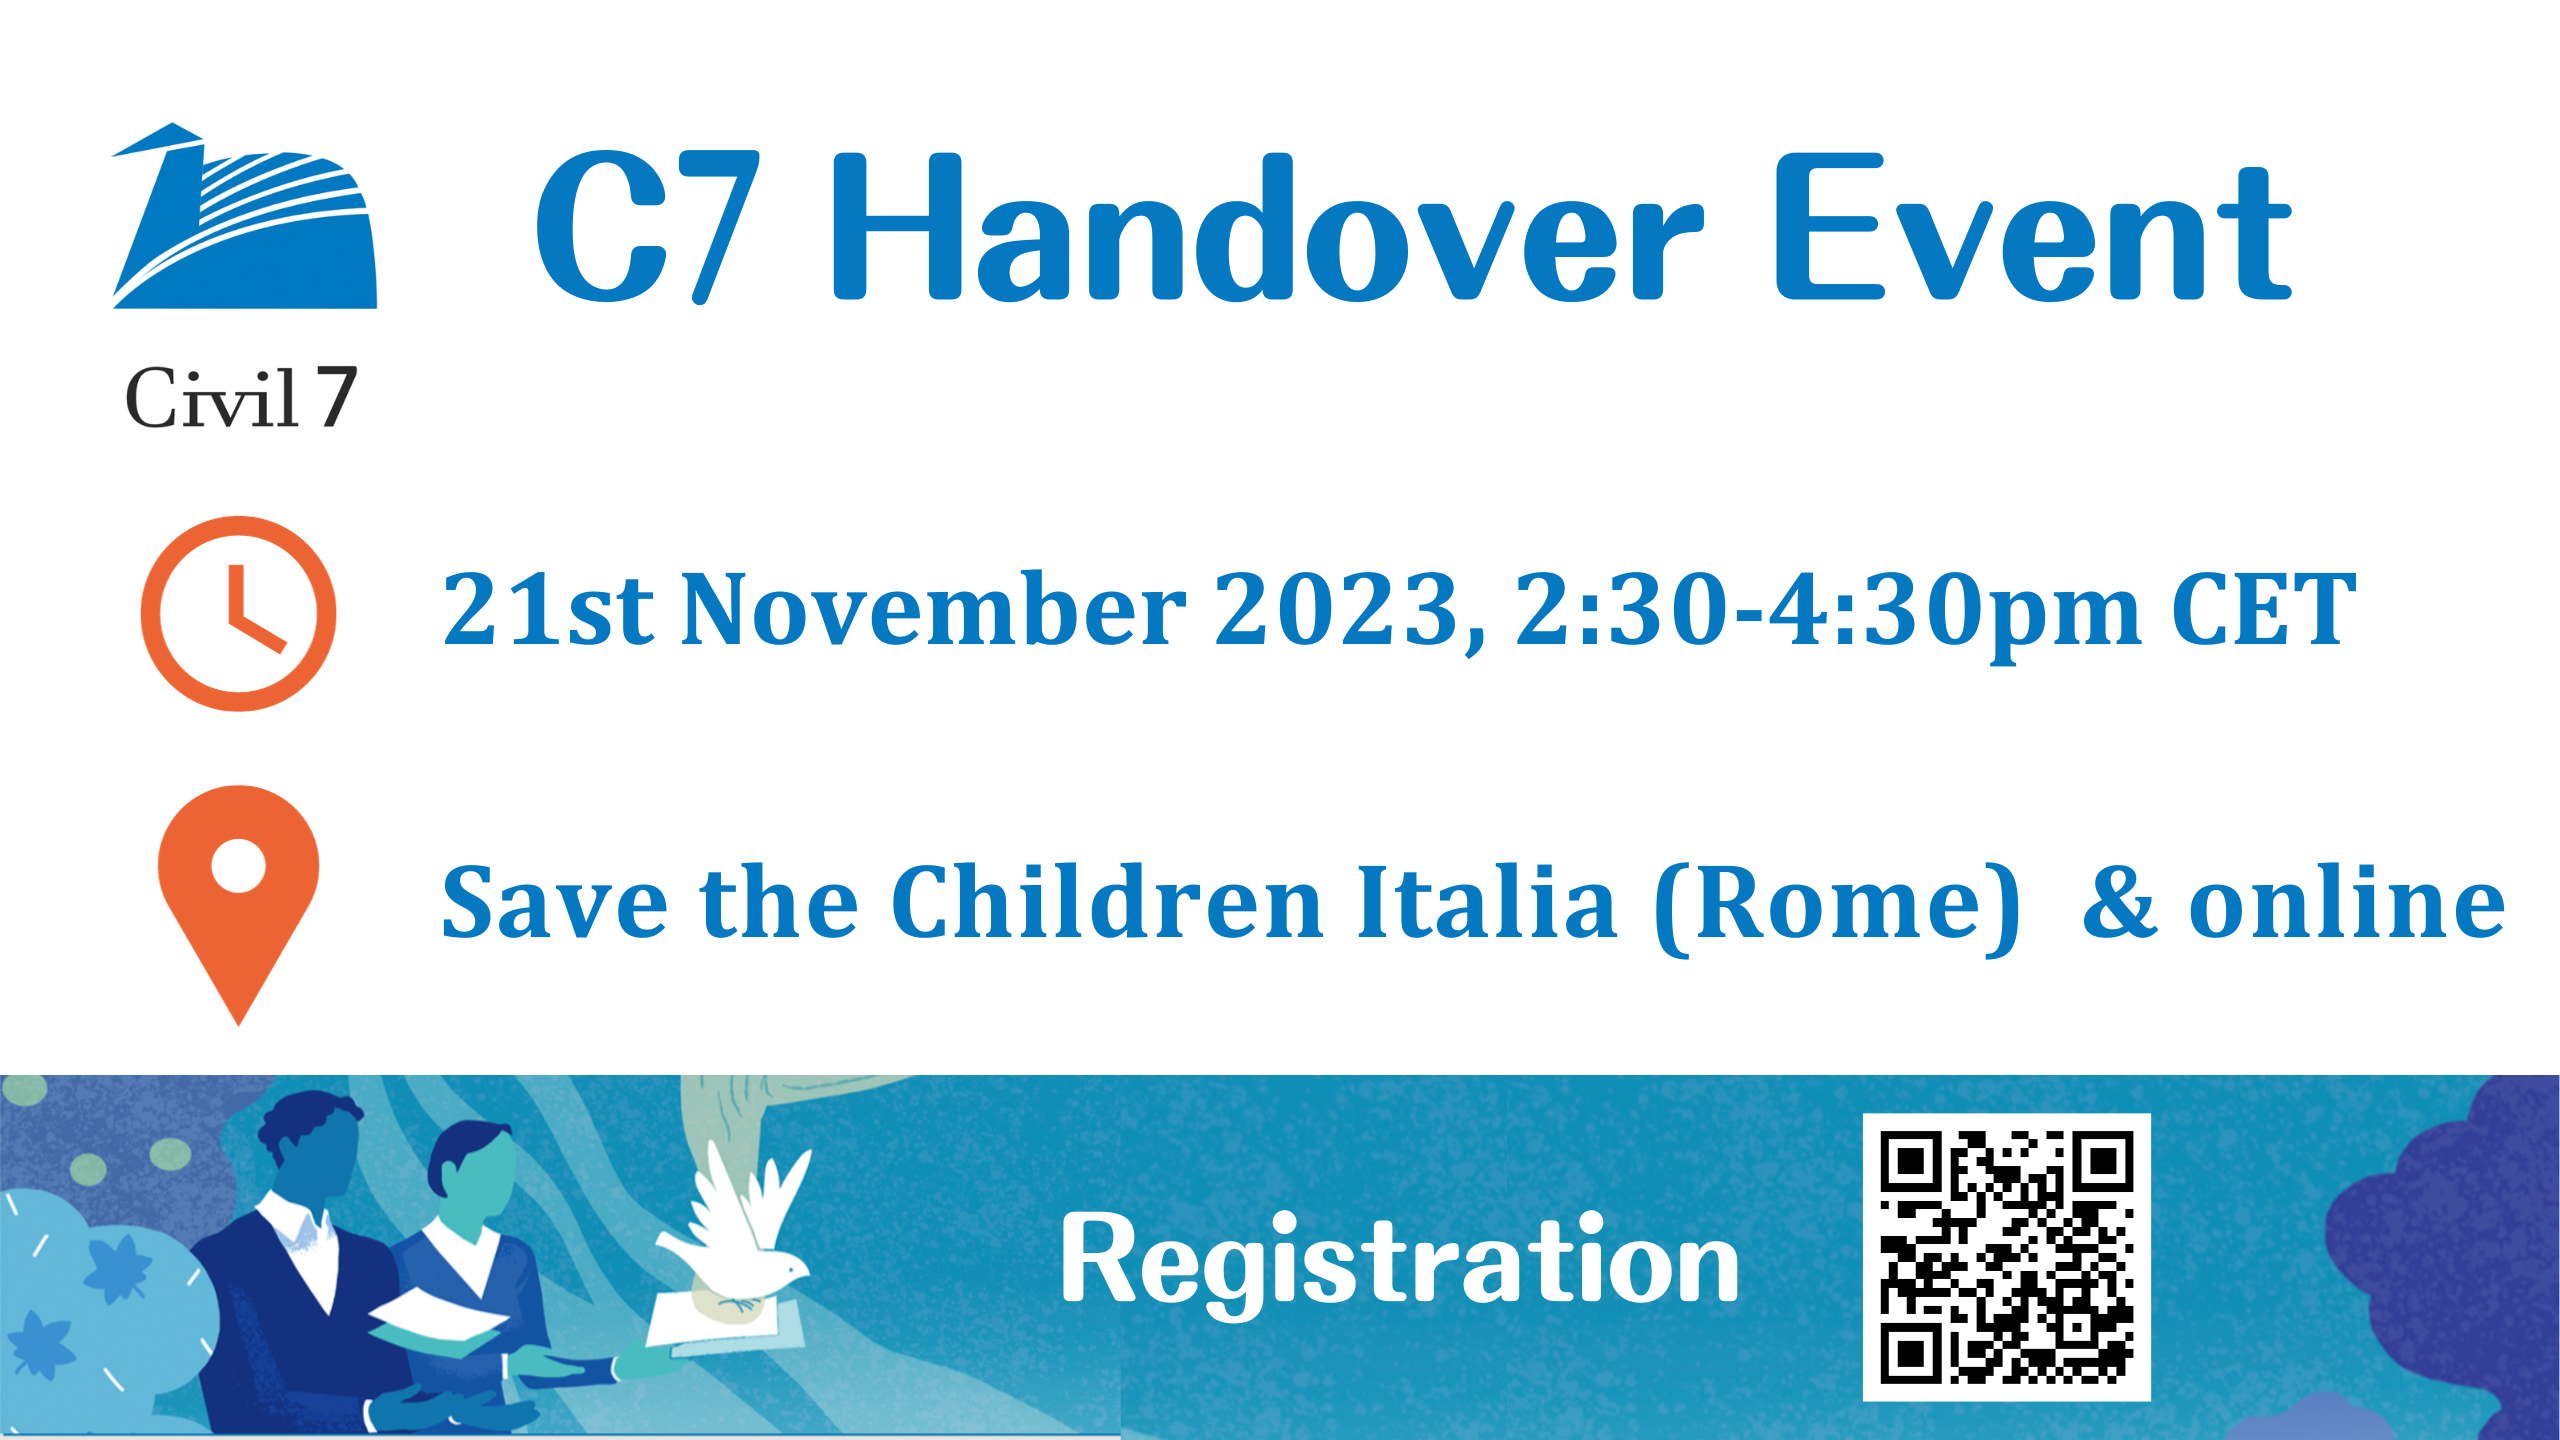 C7 Handover Event
Civil 7
21st November 2023, 2:30-4:30pm CET
Save the Children Italia (Rome) & online
Registration